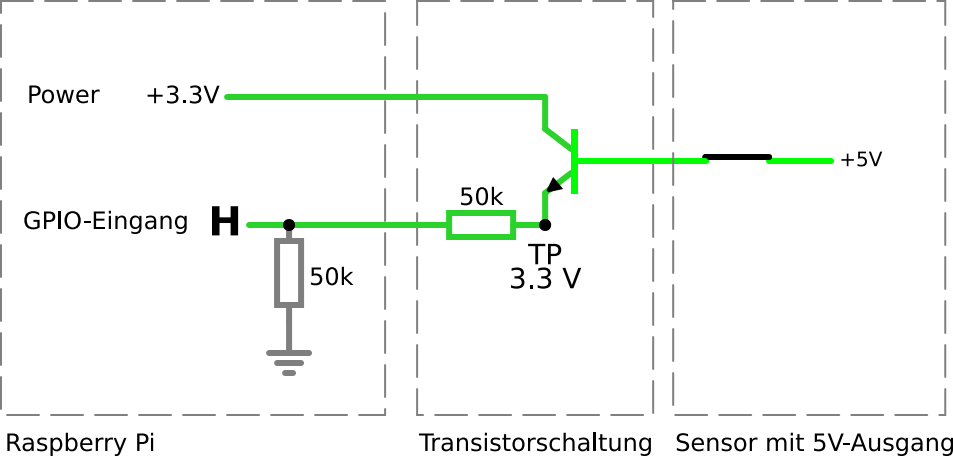 Power +3.3V
+5V
50k
GPIO-Eingang H
TP
3.3 V
50k
Raspberry Pi
Transistorschaltung
Sensor mit 5V-Ausgang